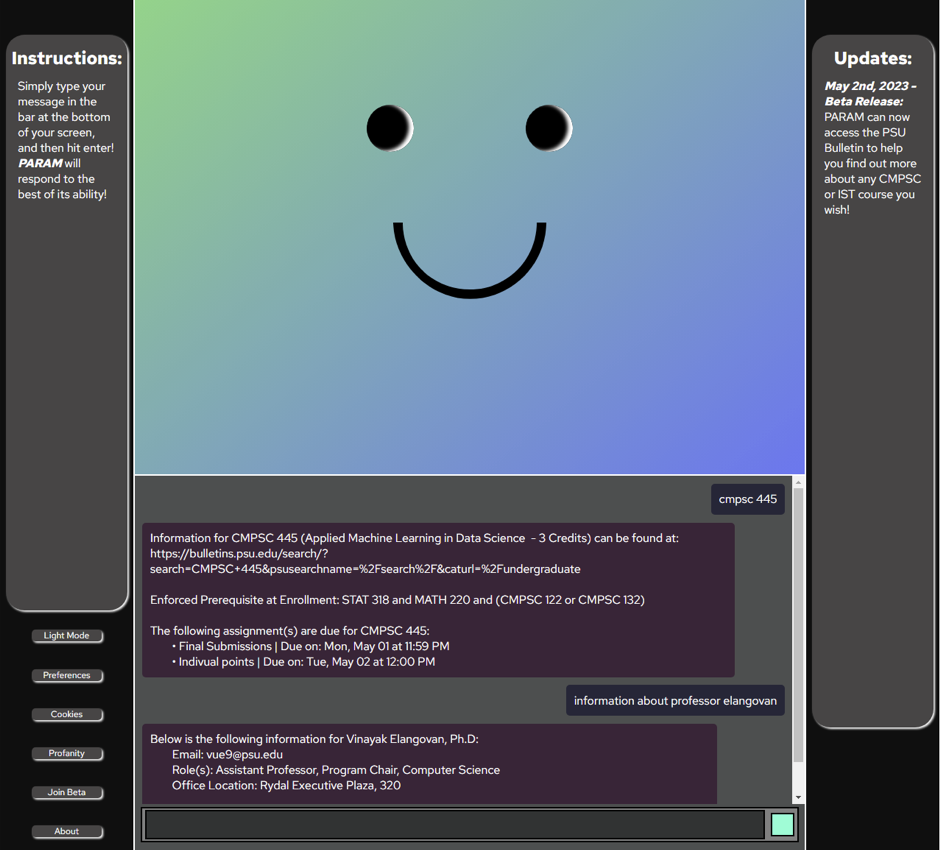 Instructions:
Simply type your
message in the
bar at the bottom
of your screen,
and then hit enter!
PARAM will
respond to the
best of its ability!
Light Mode
Preferences
Cookies
Profanity
Join Beta
About
cmpsc 445
Information for CMPSC 445 (Applied Machine Learning in Data Science - 3 Credits) can be found at:
https://bulletins.psu.edu/search/?
search=CMPSC+445&psusearchname=%2Fsearch%2F&caturl=%2Fundergraduate
Enforced Prerequisite at Enrollment: STAT 318 and MATH 220 and (CMPSC 122 or CMPSC 132)
The following assignment(s) are due for CMPSC 445:
• Final Submissions | Due on: Mon, May 01 at 11:59 PM
• Indivual points | Due on: Tue, May 02 at 12:00 PM
information about professor elangovan
Below is the following information for Vinayak Elangovan, Ph.D:
Email: vue9@psu.edu
Role(s): Assistant Professor, Program Chair, Computer Science
Office Location: Rydal Executive Plaza, 320
Updates:
May 2nd, 2023 -
Beta Release:
PARAM can now
access the PSU
Bulletin to help
you find out more
about any CMPSC
or IST course you
wish!